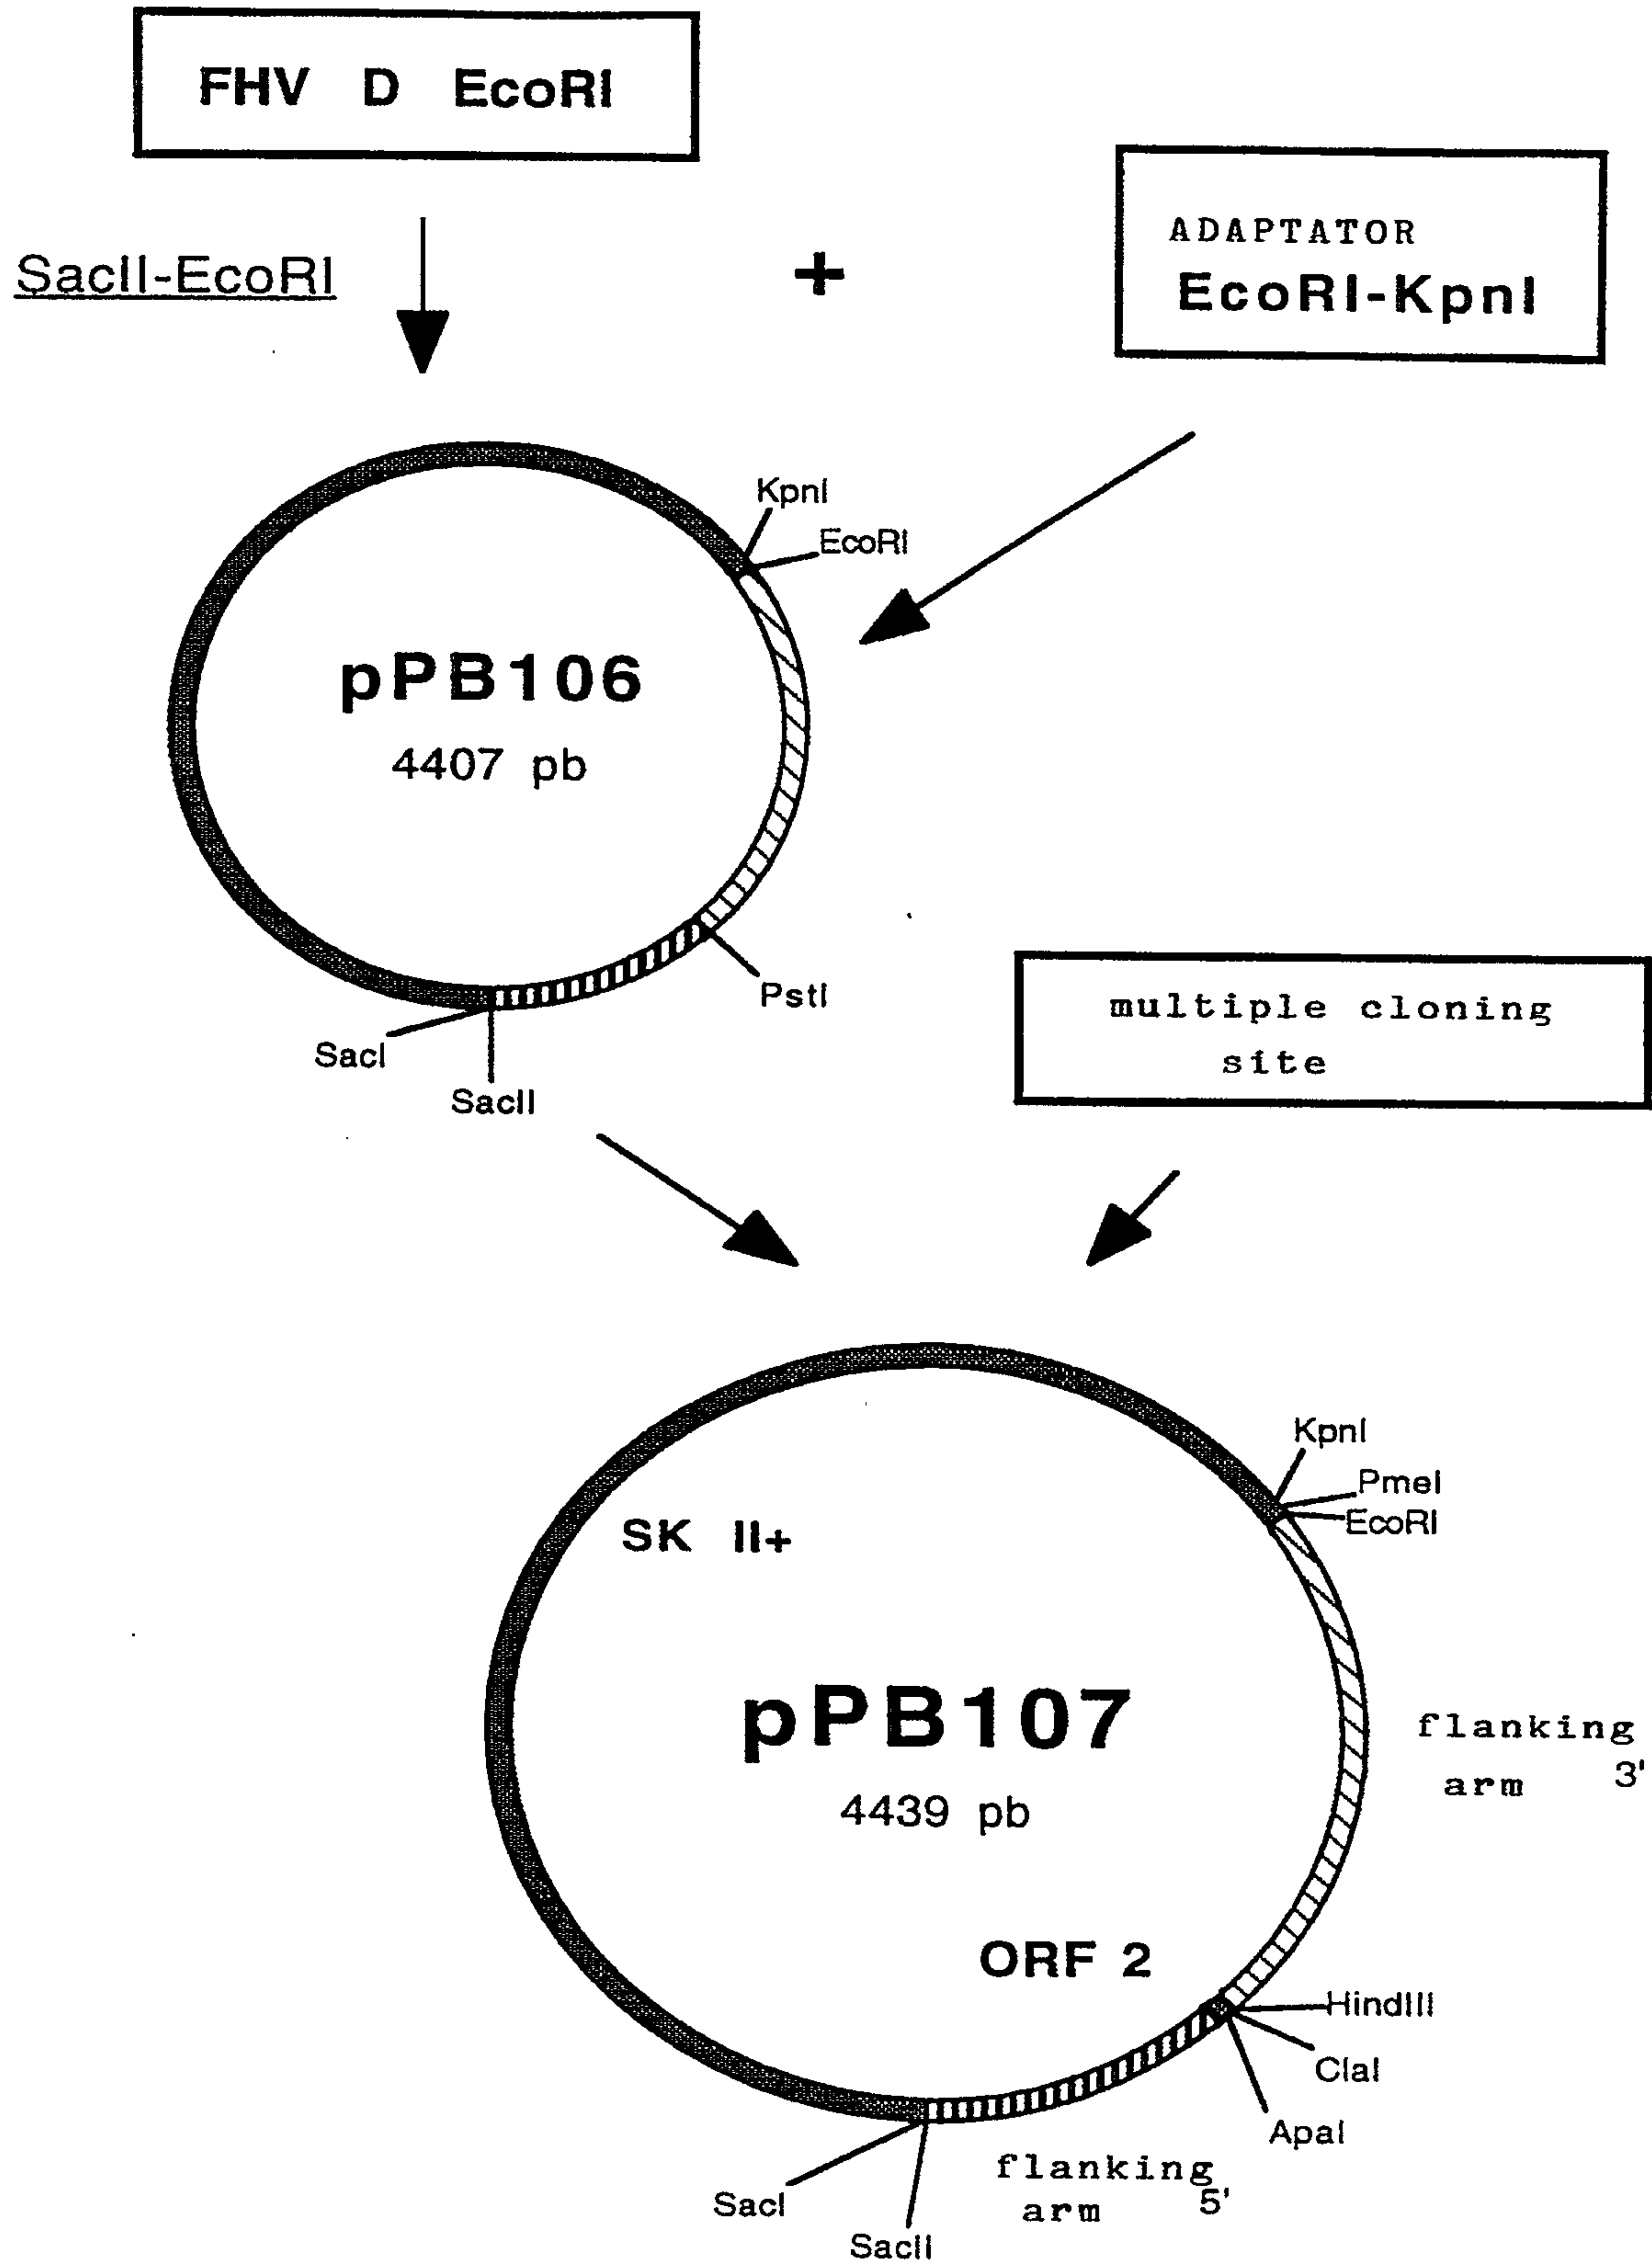 FHV D EcoRI
SacII-EcoRI
+
ADAPTATOR
EcoRI-KpnI
KpnI
EcoRI
pPB106
4407 pb
PstI
SacI
SacII
multiple cloning
site
KpnI
PmeI
EcoRI
SK II+
pPB107
4439 pb
flanking
arm 3'
ORF 2
HindIII
ClaI
ApaI
flanking
arm 5'
SacI
SacII